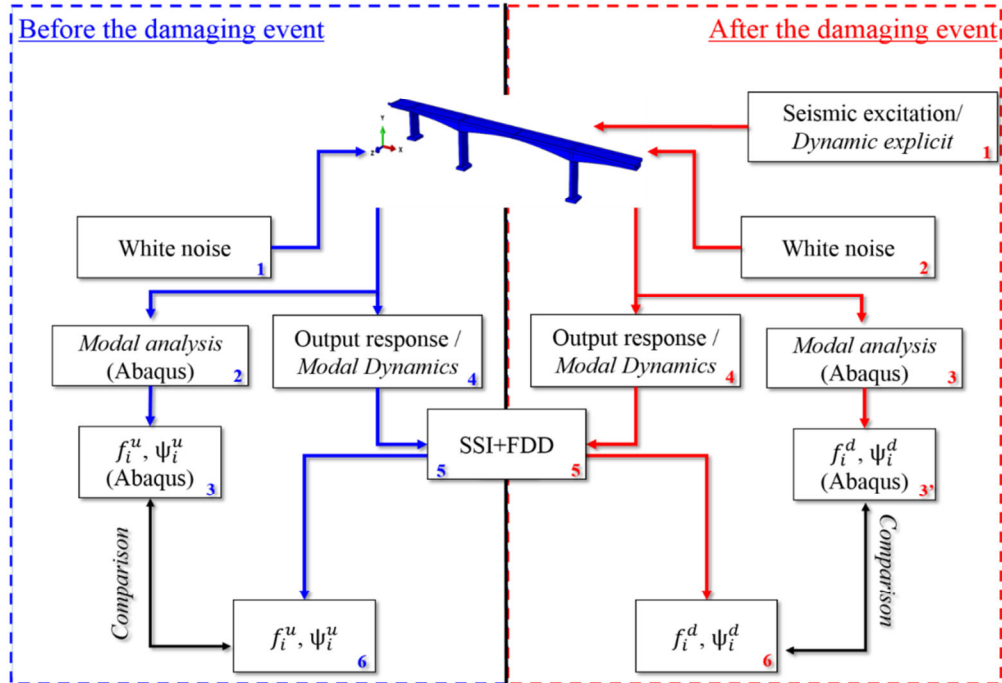 Before the damaging event
After the damaging event
Y
Z
X
Seismic excitation/
Dynamic explicit
1
White noise
1
White noise
2
Modal analysis
(Abaqus)
2
Output response /
Modal Dynamics
4
Output response /
Modal Dynamics
4
Modal analysis
(Abaqus)
3
SSI+FDD
5
5
f_i^u, ψ_i^u
(Abaqus)
3
f_i^d, ψ_i^d
(Abaqus)
3’
Comparison
Comparison
f_i^u, ψ_i^u
6
f_i^d, ψ_i^d
6